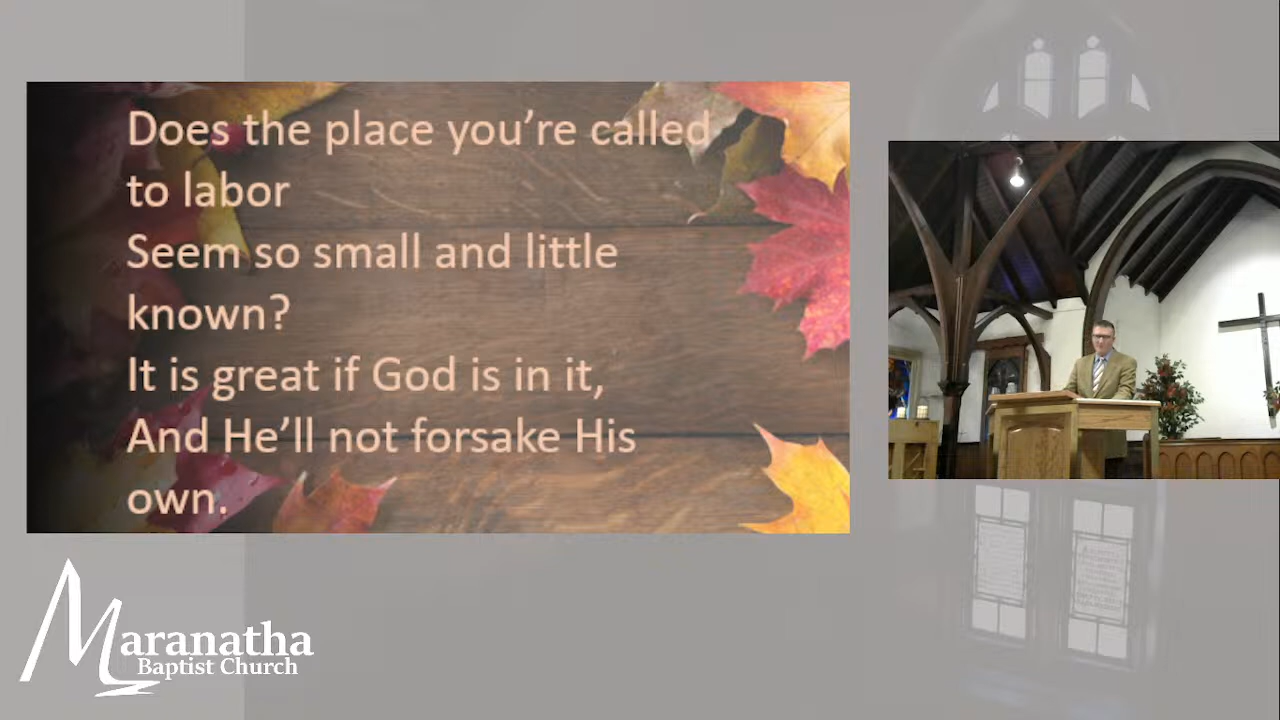 Does the place you’re called
to labor
Seem so small and little
known?
It is great if God is in it,
And He’ll not forsake His
own.
Maranatha
Baptist Church